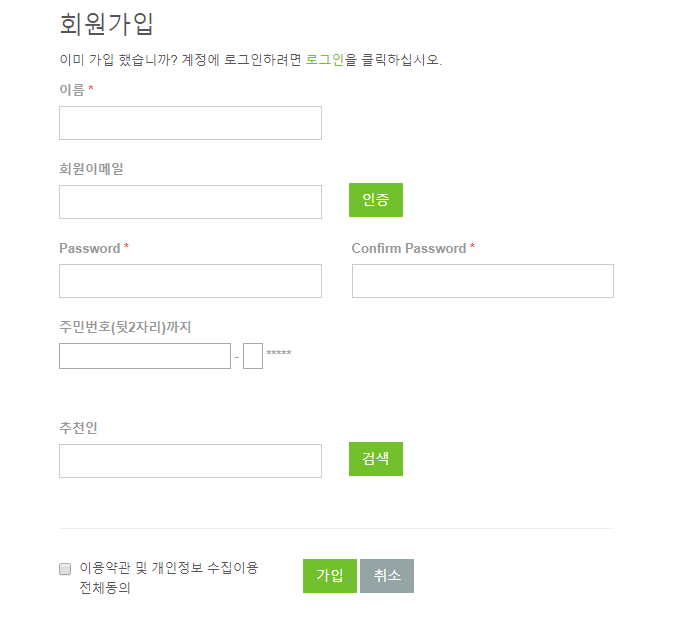 회원가입
이미 가입 했습니까? 계정에 로그인하려면 로그인을 클릭하십시오.
이름 *
회원이메일
인증
Password * Confirm Password *
주민번호(뒷2자리)까지
- *****
추천인
검색
이용약관 및 개인정보 수집이용
전체동의
가입 취소